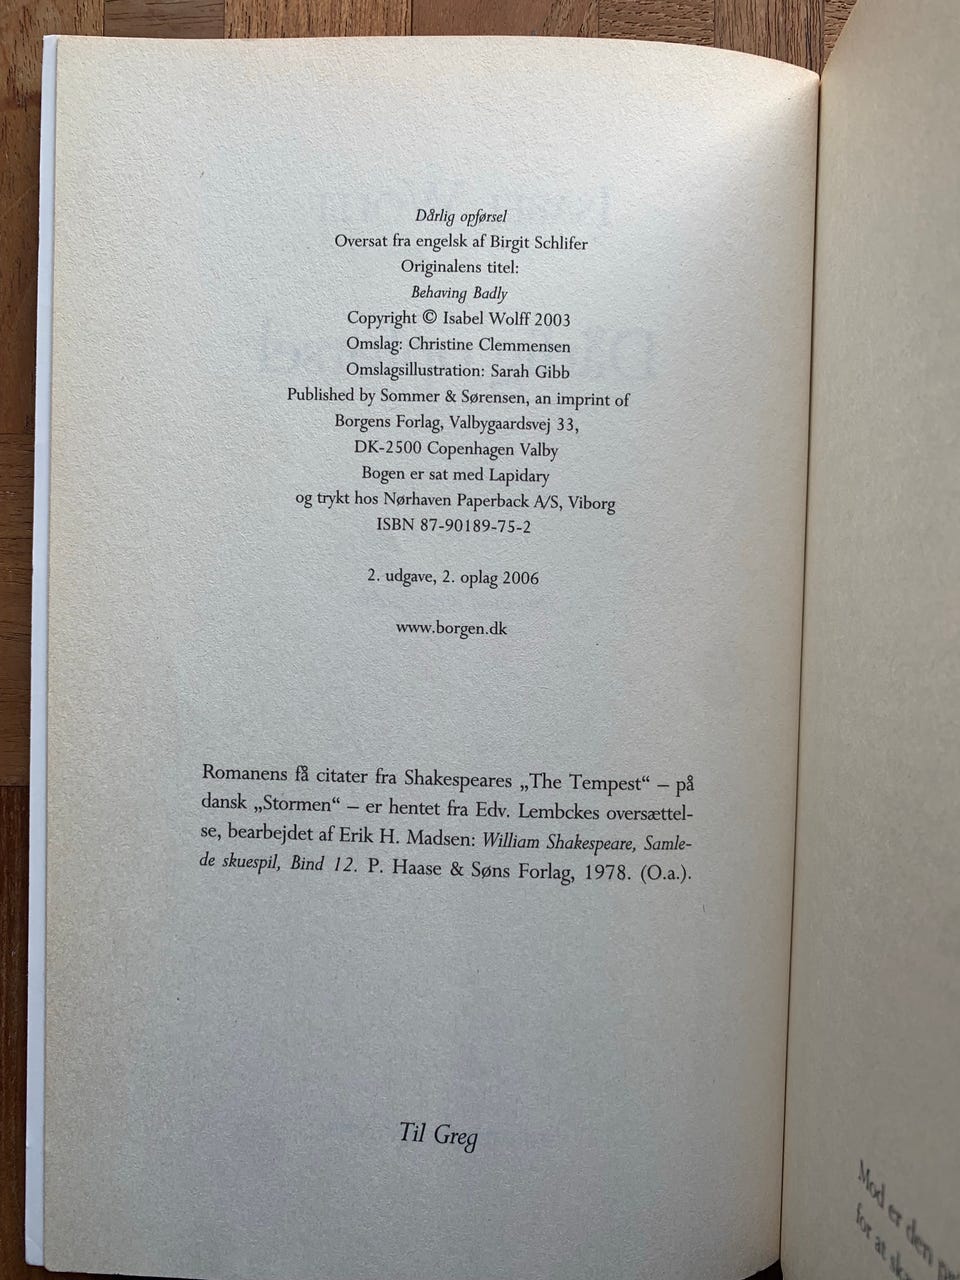 Dårlig opførsel
Oversat fra engelsk af Birgit Schlifer
Originalens titel:
Behaving Badly
Copyright © Isabel Wolff 2003
Omslag: Christine Clemmensen
Omslagsillustration: Sarah Gibb
Published by Sommer & Sørensen, an imprint of
Borgens Forlag, Valbygaardsvej 33,
DK-2500 Copenhagen Valby
Bogen er sat med Lapidary
og trykt hos Nørhaven Paperback A/S, Viborg
ISBN 87-90189-75-2
2. udgave, 2. oplag 2006
www.borgen.dk
Romanens få citater fra Shakespeares „The Tempest“ – på
dansk „Stormen“ – er hentet fra Edv. Lembckes oversættel-
se, bearbejdet af Erik H. Madsen: William Shakespeare, Samle-
de skuespil, Bind 12. P. Haase & Søns Forlag, 1978. (O.a.).
Til Greg
Mod er den
for at